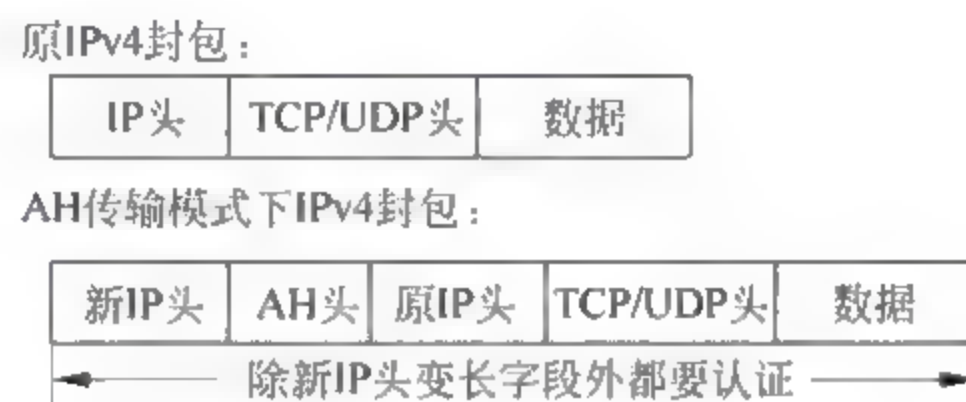 原IPv4封包：
IP头 TCP/UDP头 数据
AH传输模式下IPv4封包：
新IP头 AH头 原IP头 TCP/UDP头 数据
除新IP头变长字段外都要认证